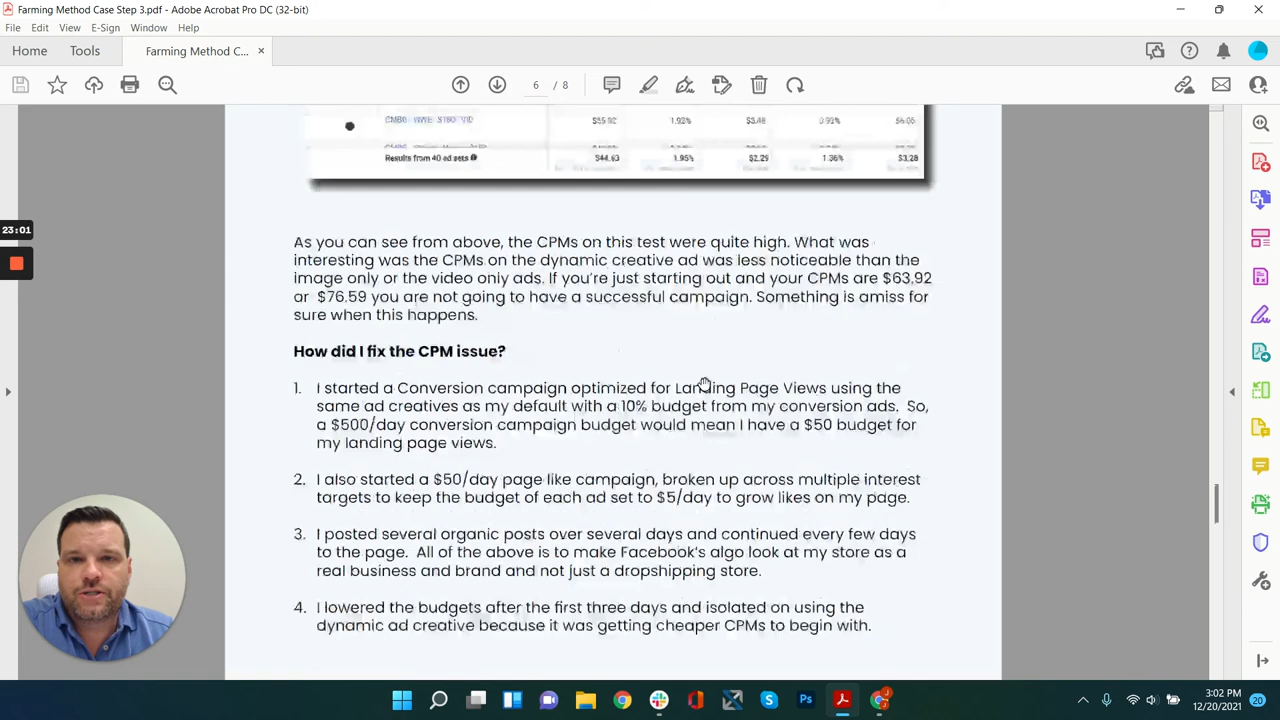 Farming Method Case Step 3.pdf - Adobe Acrobat Pro DC (32-bit)
File Edit View E-Sign Window Help
Home Tools Farming Method C... ×
6 / 8
$55.92 1.92% $3.48 0.92% $6.06
Results from 40 ad sets $44.63 1.95% $2.29 1.36% $3.28
As you can see from above, the CPMs on this test were quite high. What was
interesting was the CPMs on the dynamic creative ad was less noticeable than the
image only or the video only ads. If you're just starting out and your CPMs are $63,92
or $76.59 you are not going to have a successful campaign. Something is amiss for
sure when this happens.
How did I fix the CPM issue?
1. I started a Conversion campaign optimized for Landing Page Views using the
same ad creatives as my default with a 10% budget from my conversion ads. So,
a $500/day conversion campaign budget would mean I have a $50 budget for
my landing page views.
2. I also started a $50/day page like campaign, broken up across multiple interest
targets to keep the budget of each ad set to $5/day to grow likes on my page.
3. I posted several organic posts over several days and continued every few days
to the page. All of the above is to make Facebook's algo look at my store as a
real business and brand and not just a dropshipping store.
4. I lowered the budgets after the first three days and isolated on using the
dynamic ad creative because it was getting cheaper CPMs to begin with.
23:01
Ps
3:02 PM
12/20/2021
20